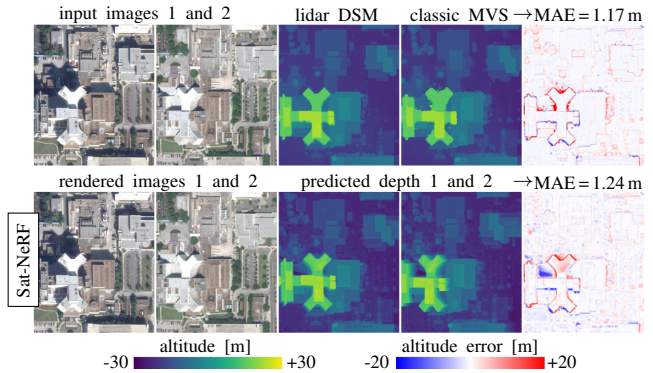 input images 1 and 2 lidar DSM classic MVS →MAE = 1.17 m
rendered images 1 and 2 predicted depth 1 and 2 →MAE = 1.24 m
Sat-NeRF
altitude [m] altitude error [m]
-30 +30 -20 +20